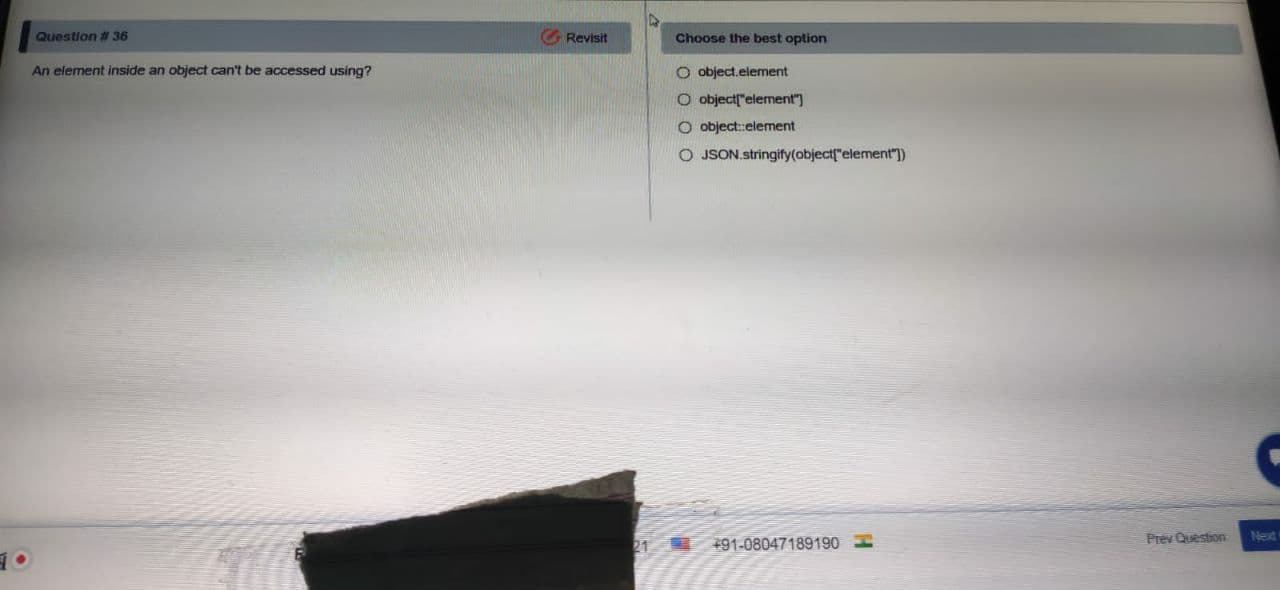 Question # 36
Revisit
An element inside an object can't be accessed using?
Choose the best option
object.element
object["element"]
object::element
JSON.stringify(object["element"])
21
+91-08047189190
Prev Question
Next